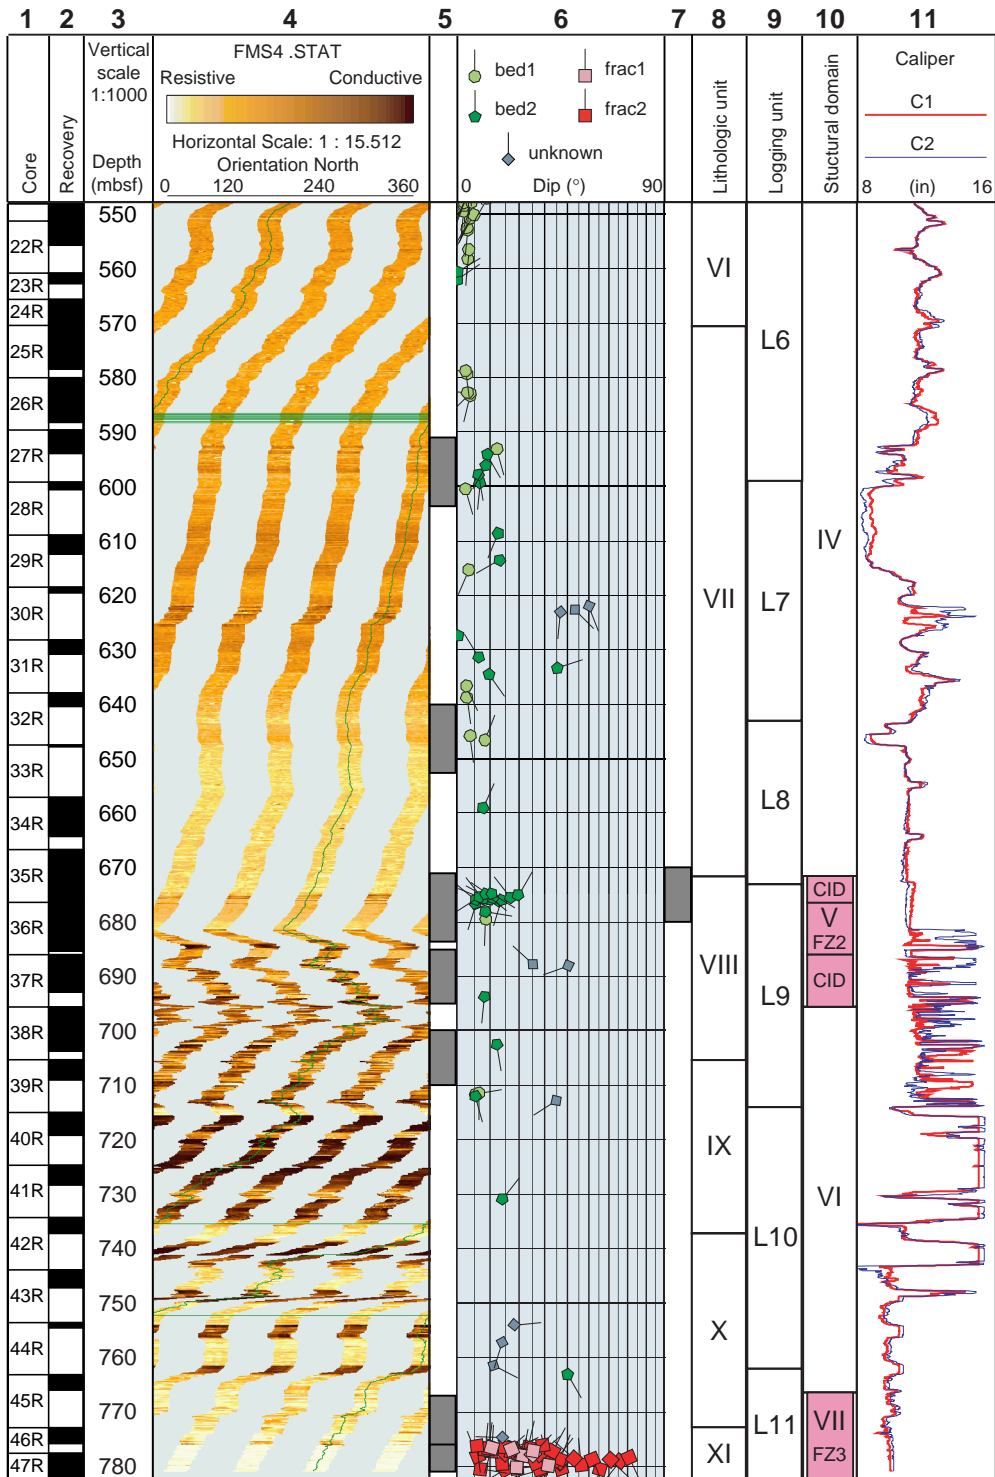 1 2 3 4 5 6 7 8 9 10 11
Core
Recovery
Vertical
scale
1:1000
Depth
(mbsf)
FMS4 .STAT
Resistive Conductive
Horizontal Scale: 1 : 15.512
Orientation North
0 120 240 360
bed1 frac1
bed2 frac2
unknown
0 Dip (°) 90
Lithologic unit
Logging unit
Stuctural domain
Caliper
C1
C2
8 (in) 16
22R
23R
24R
25R
26R
27R
28R
29R
30R
31R
32R
33R
34R
35R
36R
37R
38R
39R
40R
41R
42R
43R
44R
45R
46R
47R
550
560
570
580
590
600
610
620
630
640
650
660
670
680
690
700
710
720
730
740
750
760
770
780
VI
VII
VIII
IX
X
XI
L6
L7
L8
L9
L10
L11
IV
CID
V
FZ2
CID
VI
VII
FZ3